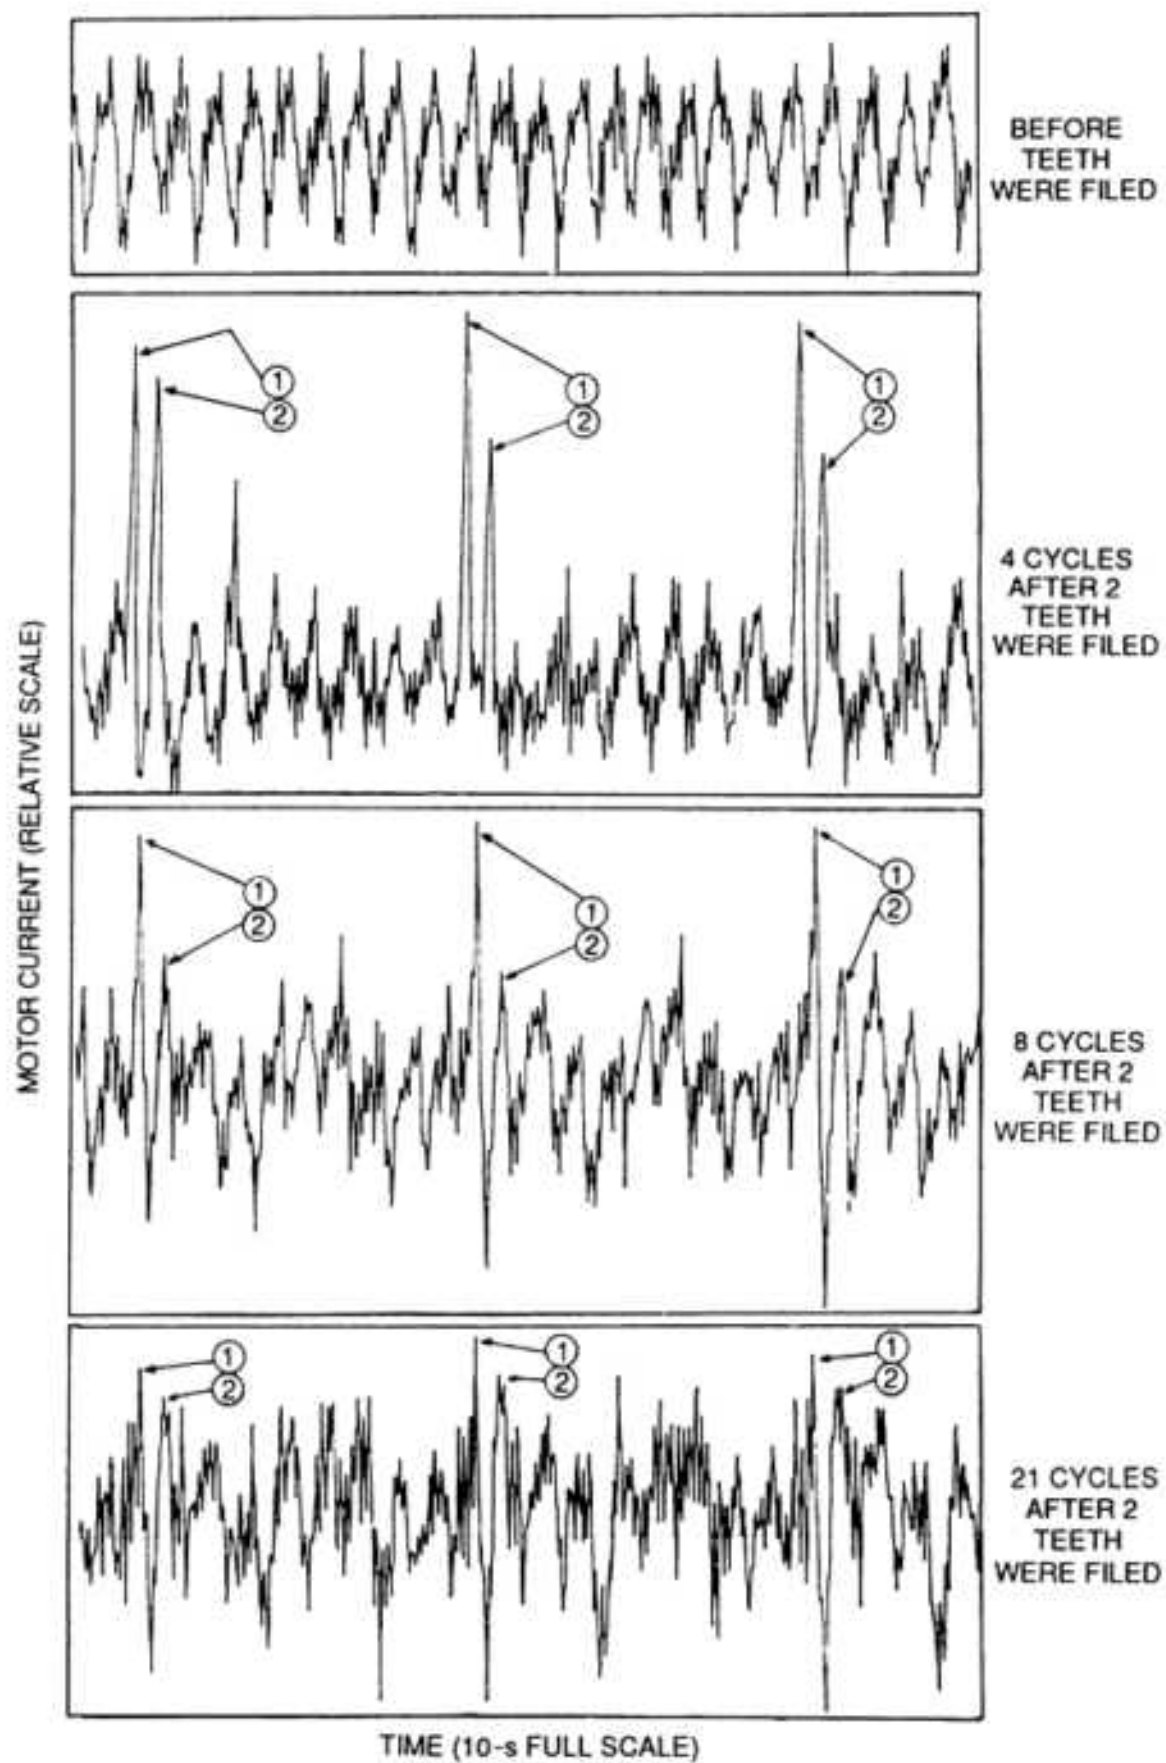 BEFORE
TEETH
WERE FILED
1
2
1
2
1
2
4 CYCLES
AFTER 2
TEETH
WERE FILED
MOTOR CURRENT (RELATIVE SCALE)
1
2
1
2
1
2
8 CYCLES
AFTER 2
TEETH
WERE FILED
1
2
1
2
1
2
21 CYCLES
AFTER 2
TEETH
WERE FILED
TIME (10-s FULL SCALE)